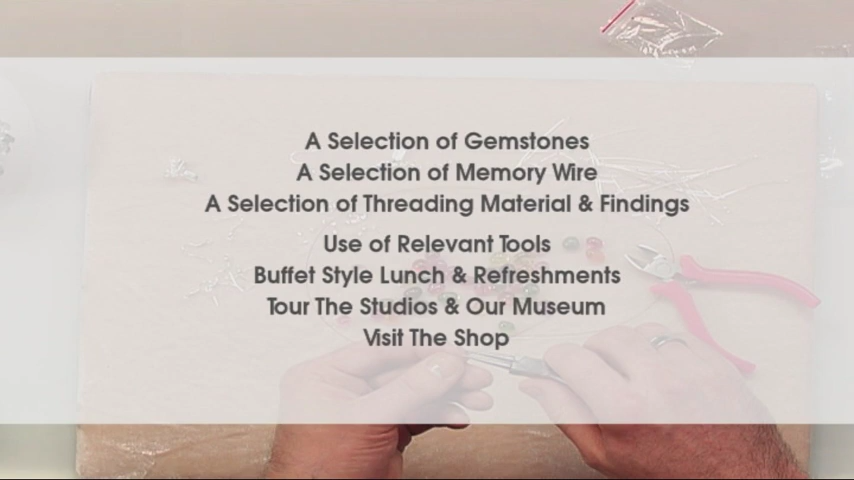 A Selection of Gemstones
A Selection of Memory Wire
A Selection of Threading Material & Findings
Use of Relevant Tools
Buffet Style Lunch & Refreshments
Tour The Studios & Our Museum
Visit The Shop